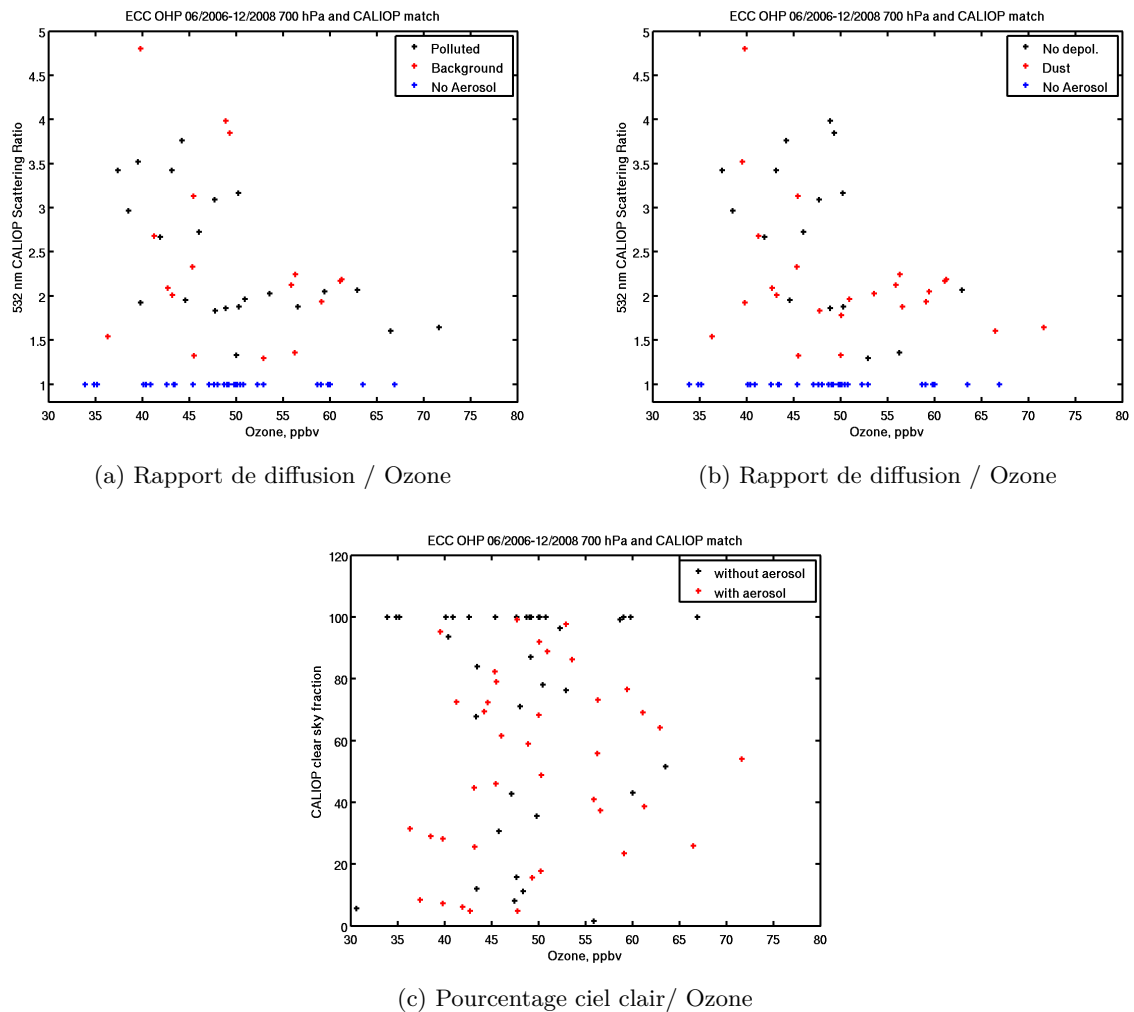 ECC OHP 06/2006-12/2008 700 hPa and CALIOP match
532 nm CALIOP Scattering Ratio
5
4.5
4
3.5
3
2.5
2
1.5
1
Polluted
Background
No Aerosol
30 35 40 45 50 55 60 65 70 75 80
Ozone, ppbv
(a) Rapport de diffusion / Ozone
ECC OHP 06/2006-12/2008 700 hPa and CALIOP match
532 nm CALIOP Scattering Ratio
5
4.5
4
3.5
3
2.5
2
1.5
1
No depol.
Dust
No Aerosol
30 35 40 45 50 55 60 65 70 75 80
Ozone, ppbv
(b) Rapport de diffusion / Ozone
ECC OHP 06/2006-12/2008 700 hPa and CALIOP match
CALIOP clear sky fraction
120
100
80
60
40
20
0
without aerosol
with aerosol
30 35 40 45 50 55 60 65 70 75 80
Ozone, ppbv
(c) Pourcentage ciel clair/ Ozone